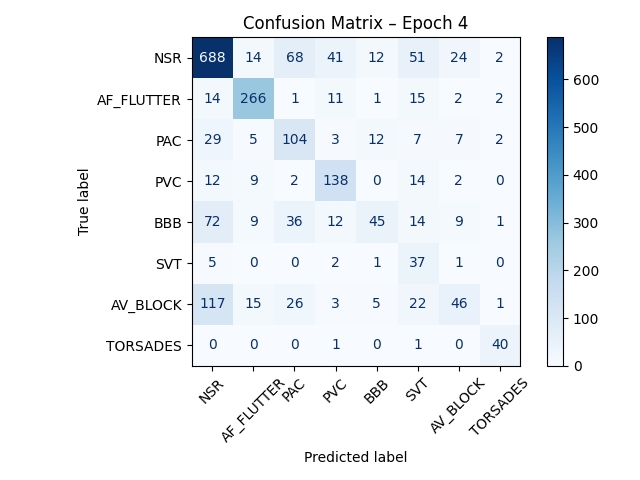 Confusion Matrix – Epoch 4
True label
NSR 688 14 68 41 12 51 24 2
AF_FLUTTER 14 266 1 11 1 15 2 2
PAC 29 5 104 3 12 7 7 2
PVC 12 9 2 138 0 14 2 0
BBB 72 9 36 12 45 14 9 1
SVT 5 0 0 2 1 37 1 0
AV_BLOCK 117 15 26 3 5 22 46 1
TORSADES 0 0 0 1 0 1 0 40
NSR AF_FLUTTER PAC PVC BBB SVT AV_BLOCK TORSADES
Predicted label
600
500
400
300
200
100
0